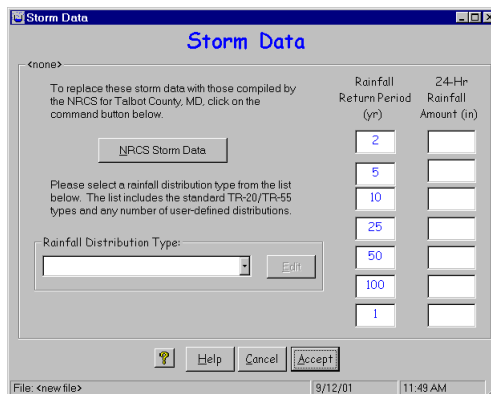 Storm Data
Storm Data
<none>
To replace these storm data with those compiled by
the NRCS for Talbot County, MD, click on the
command button below.
NRCS Storm Data
Please select a rainfall distribution type from the list
below. The list includes the standard TR-20/TR-55
types and any number of user-defined distributions.
Rainfall Distribution Type:
Edit
Rainfall
Return Period
(yr)
24-Hr
Rainfall
Amount (in)
2
5
10
25
50
100
1
?
Help
Cancel
Accept
File: <new file>
9/12/01
11:49 AM